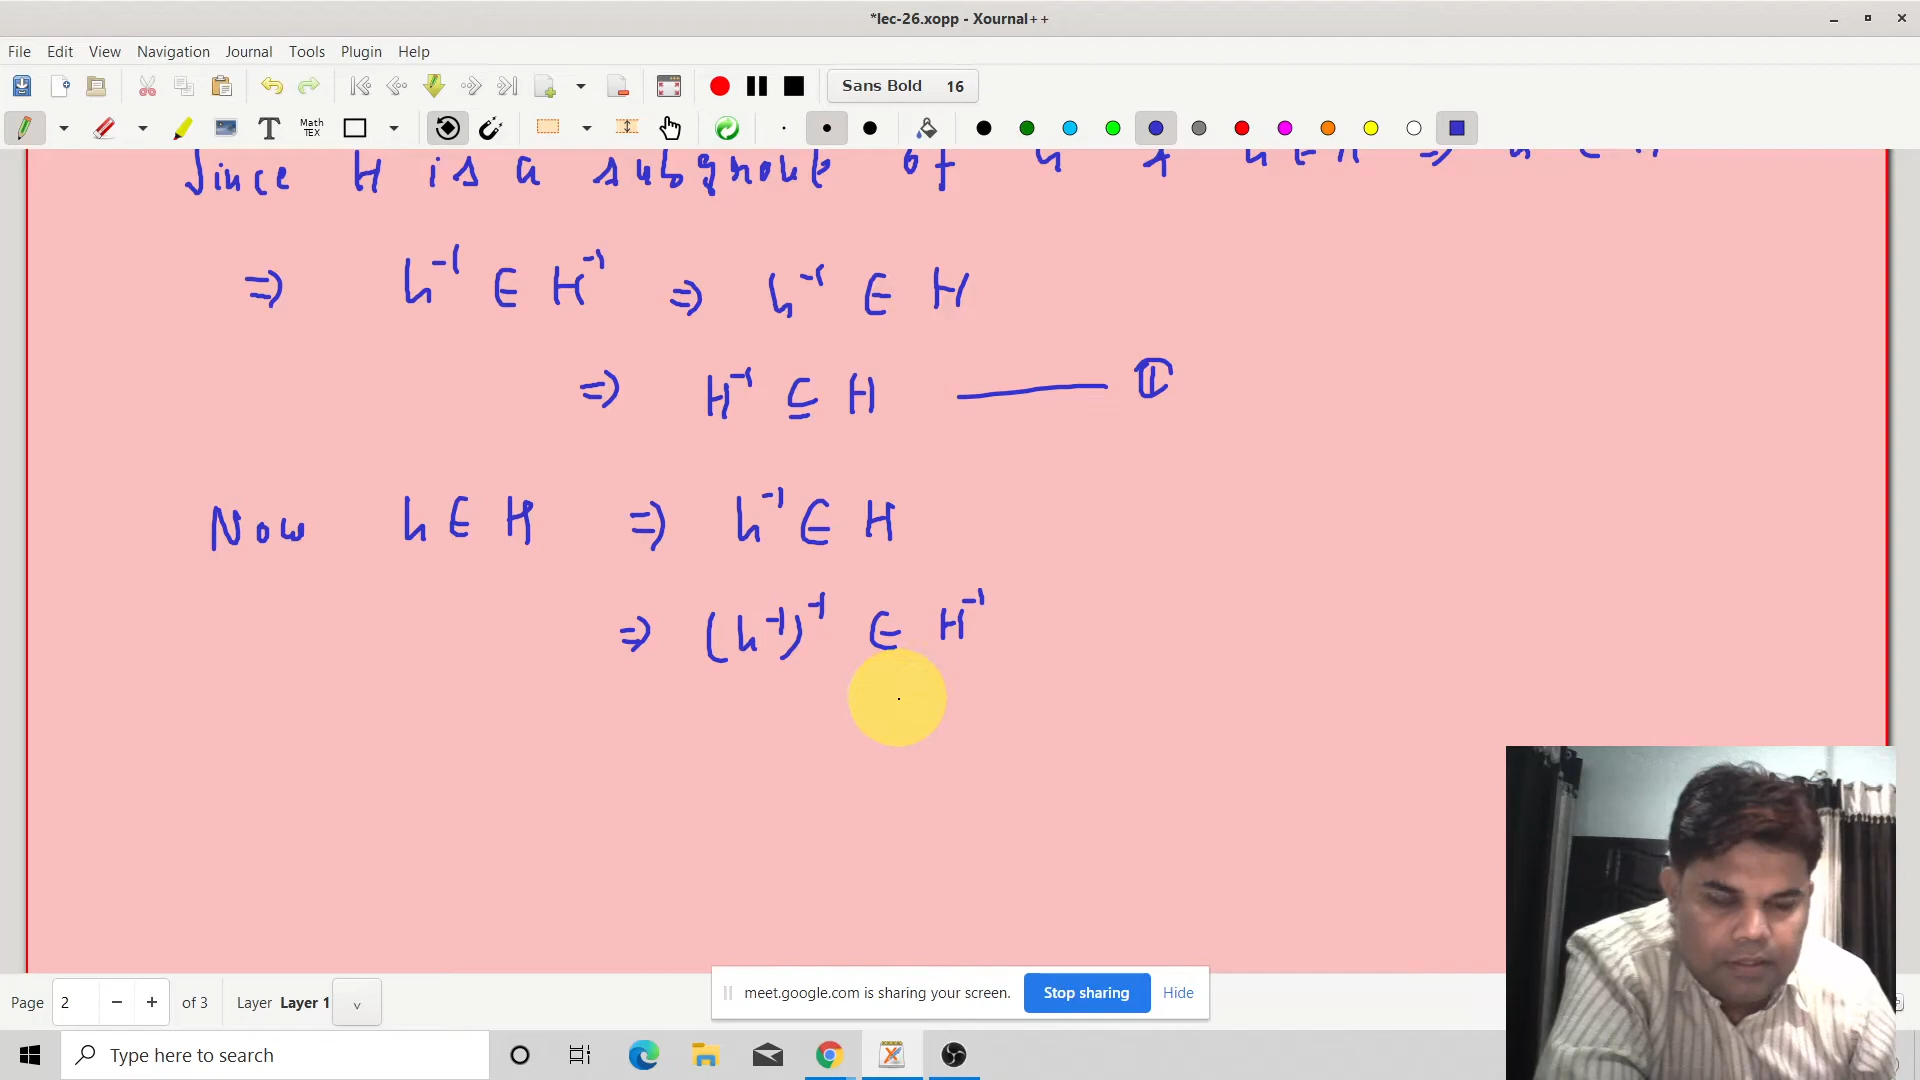 *lec-26.xopp - Xournal++
File Edit View Navigation Journal Tools Plugin Help
Sans Bold 16
T Math TEX
Since H is a subgroup of
⇒ h⁻¹ ∈ H⁻¹ ⇒ h⁻¹ ∈ H
⇒ H⁻¹ ⊆ H ——— ①
Now h ∈ H ⇒ h⁻¹ ∈ H
⇒ (h⁻¹)⁻¹ ∈ H⁻¹
Page 2 - + of 3 Layer Layer 1
meet.google.com is sharing your screen. Stop sharing Hide
Type here to search